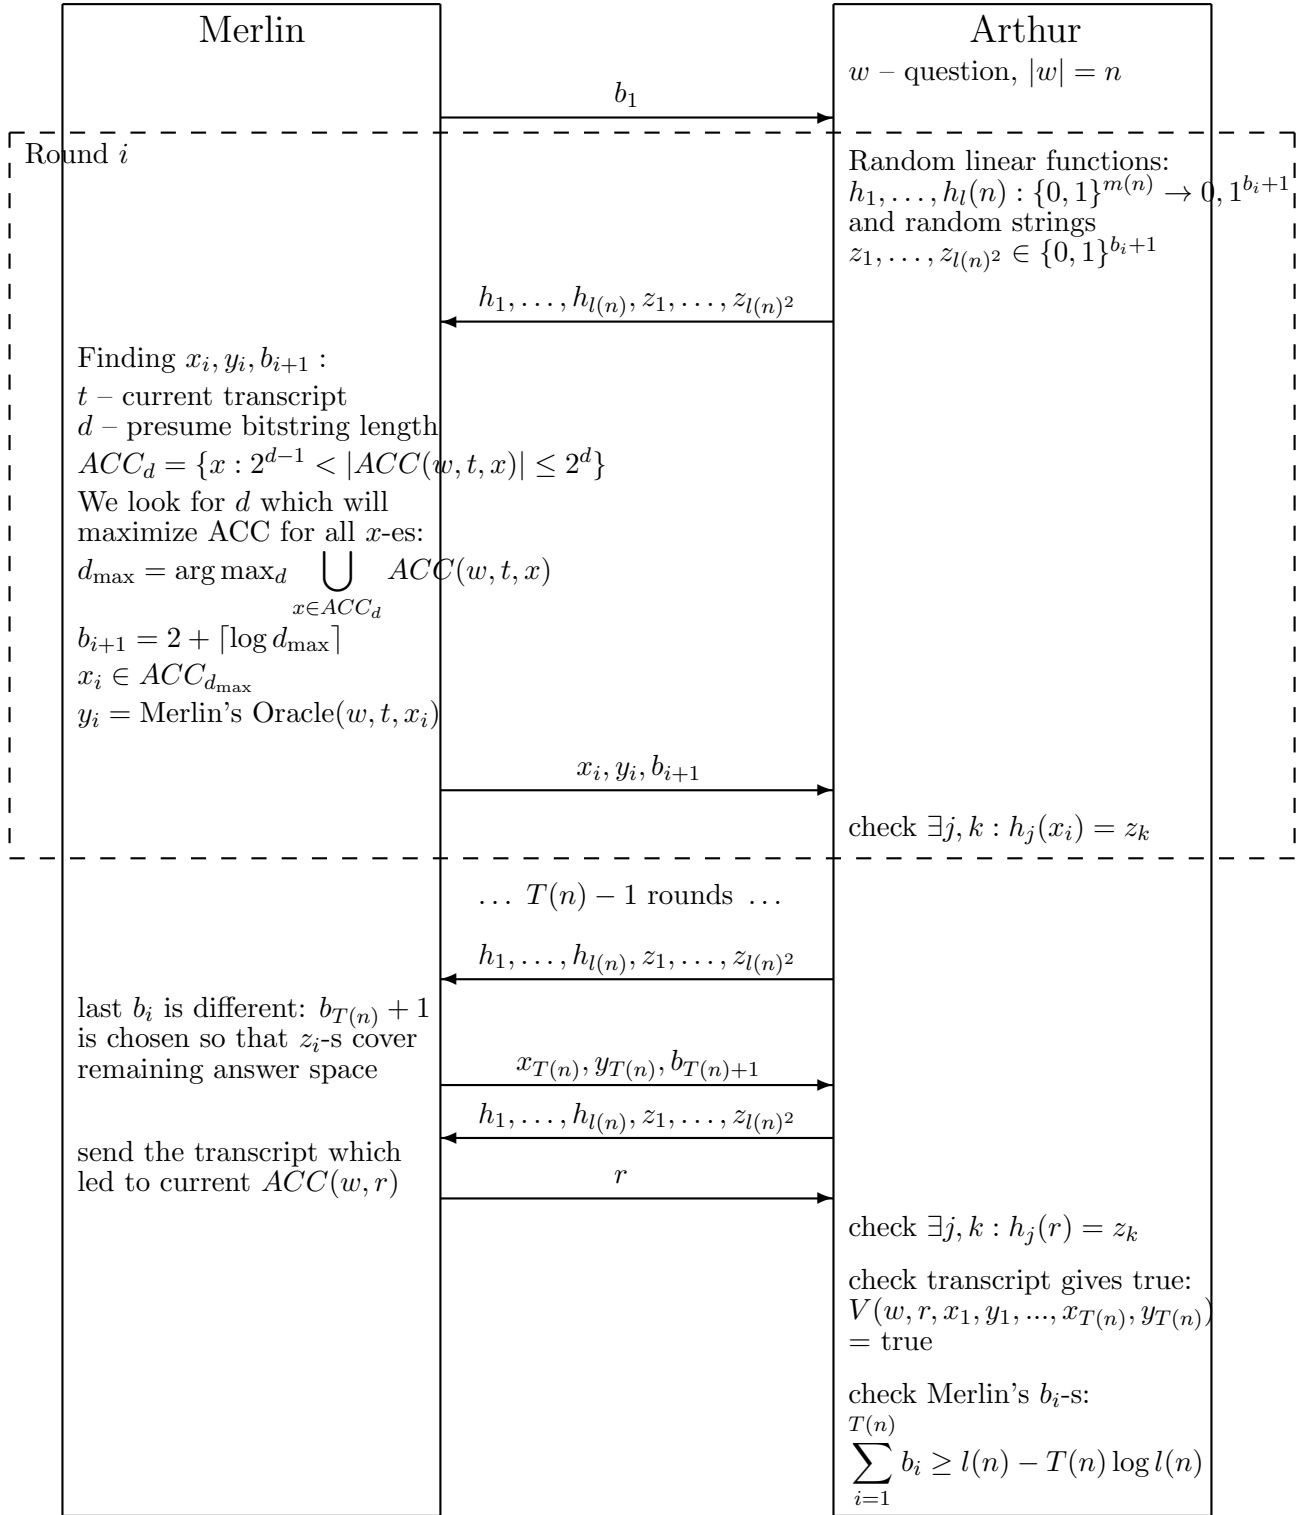 Merlin
Arthur
w – question, |w| = n
b_1
Round i
Random linear functions:
h_1, . . . , h_l(n) : {0, 1}^{m(n)} → 0, 1^{b_i+1}
and random strings
z_1, . . . , z_{l(n)^2} ∈ {0, 1}^{b_i+1}
h_1, . . . , h_{l(n)}, z_1, . . . , z_{l(n)^2}
Finding x_i, y_i, b_{i+1} :
t – current transcript
d – presume bitstring length
ACC_d = {x : 2^{d−1} < |ACC(w, t, x)| ≤ 2^d}
We look for d which will
maximize ACC for all x-es:
d_max = arg max_d ⋃_{x∈ACC_d} ACC(w, t, x)
b_{i+1} = 2 + ⌈log d_max⌉
x_i ∈ ACC_{d_max}
y_i = Merlin's Oracle(w, t, x_i)
x_i, y_i, b_{i+1}
check ∃j, k : h_j(x_i) = z_k
. . . T(n) − 1 rounds . . .
h_1, . . . , h_{l(n)}, z_1, . . . , z_{l(n)^2}
last b_i is different: b_{T(n)} + 1
is chosen so that z_i-s cover
remaining answer space
x_{T(n)}, y_{T(n)}, b_{T(n)+1}
h_1, . . . , h_{l(n)}, z_1, . . . , z_{l(n)^2}
send the transcript which
led to current ACC(w, r)
r
check ∃j, k : h_j(r) = z_k
check transcript gives true:
V(w, r, x_1, y_1, ..., x_{T(n)}, y_{T(n)})
= true
check Merlin's b_i-s:
∑_{i=1}^{T(n)} b_i ≥ l(n) − T(n) log l(n)